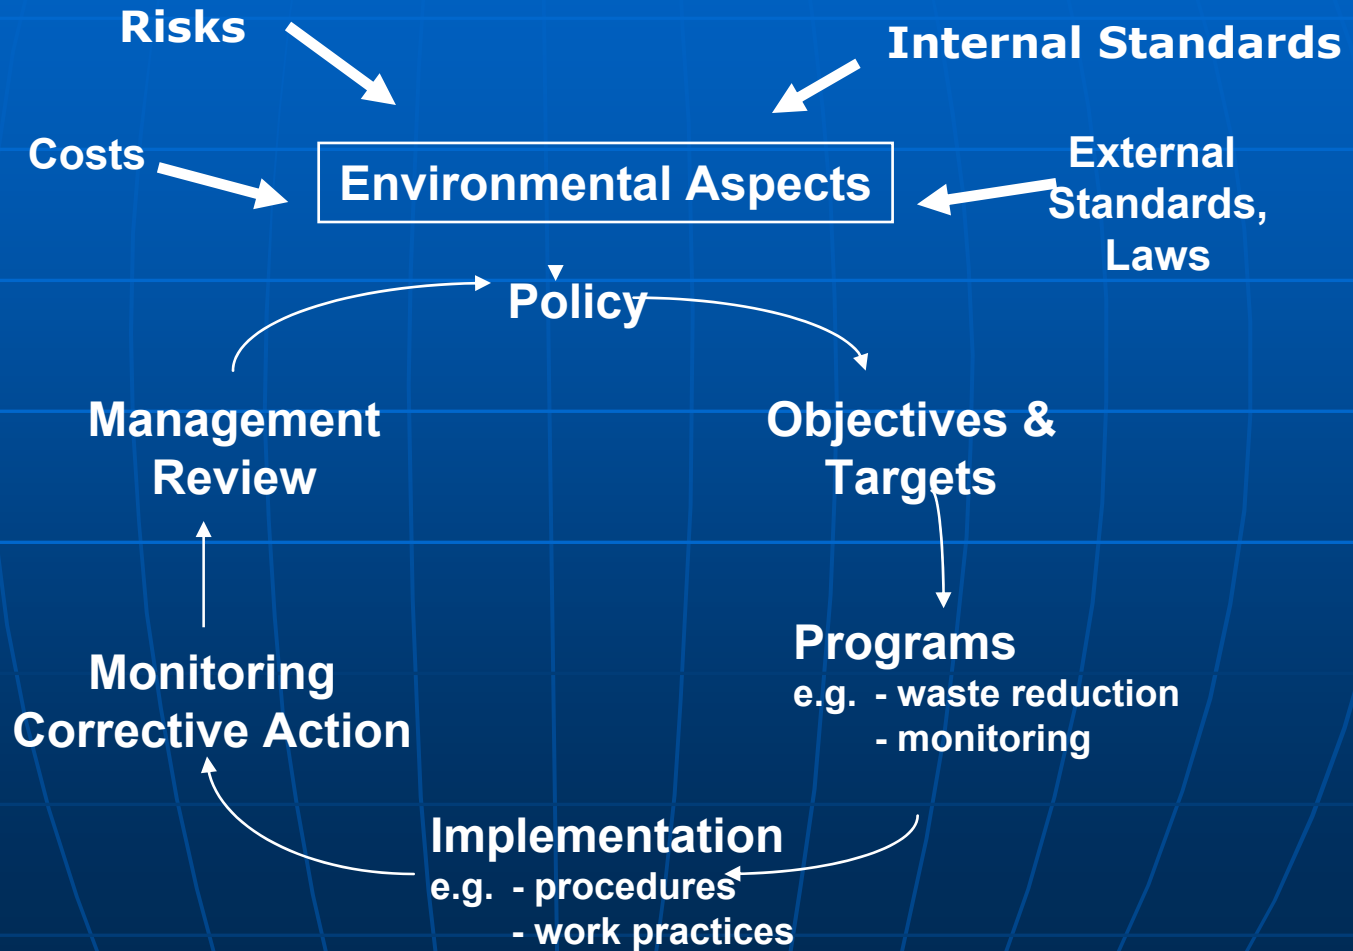 Risks
Internal Standards
Costs
External
Standards,
Laws
Environmental Aspects
Policy
Management
Review
Objectives &
Targets
Programs
e.g. - waste reduction
- monitoring
Monitoring
Corrective Action
Implementation
e.g. - procedures
- work practices